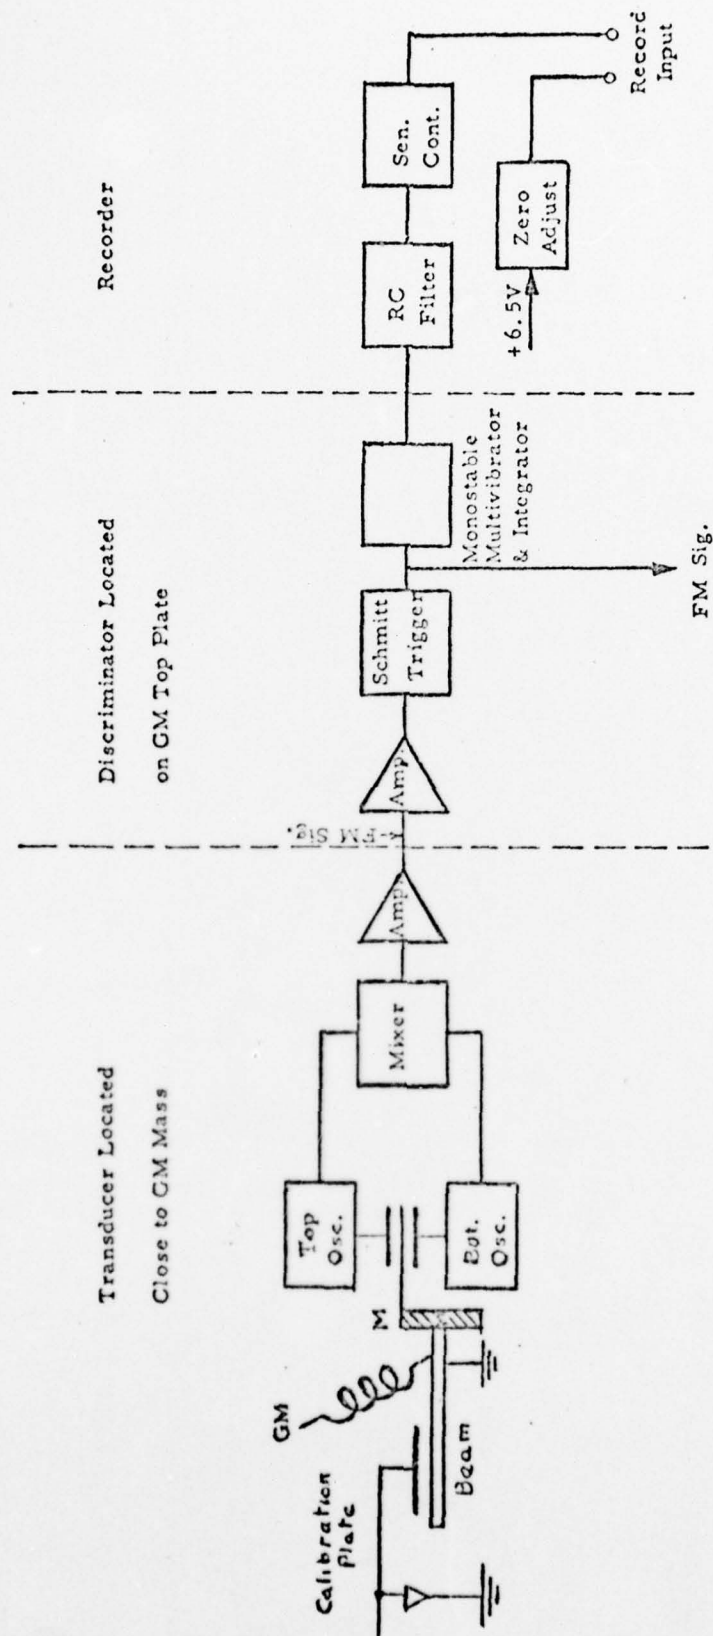 Transducer Located
Close to GM Mass
Discriminator Located
on GM Top Plate
Recorder
Calibration
Plate
GM
Beam
M
Top
Osc.
Bot.
Osc.
Mixer
Amp.
FM Sig.
Amp.
Schmitt
Trigger
FM Sig.
Monostable
Multivibrator
& Integrator
RC
Filter
Sen.
Cont.
+6.5V
Zero
Adjust
Record
Input